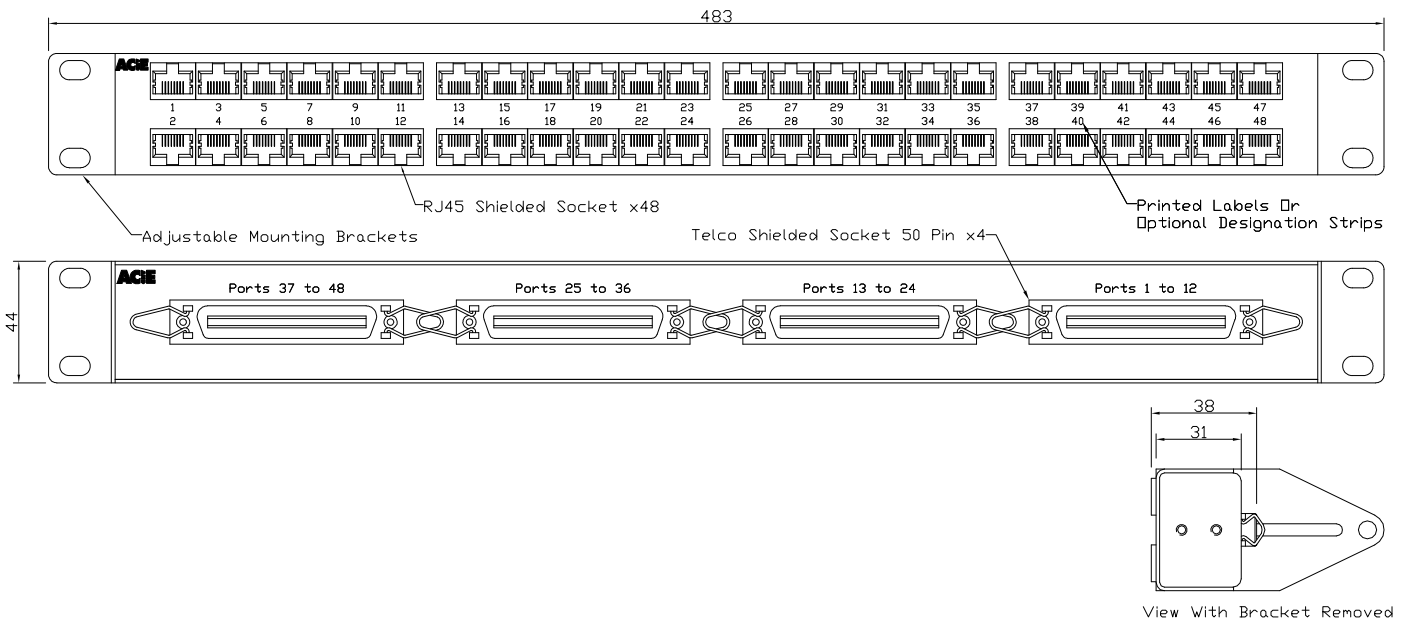 483
ACiE
1 3 5 7 9 11 13 15 17 19 21 23 25 27 29 31 33 35 37 39 41 43 45 47
2 4 6 8 10 12 14 16 18 20 22 24 26 28 30 32 34 36 38 40 42 44 46 48
RJ45 Shielded Socket x48
Printed Labels Or
Optional Designation Strips
Adjustable Mounting Brackets
Telco Shielded Socket 50 Pin x4
ACiE
Ports 37 to 48 Ports 25 to 36 Ports 13 to 24 Ports 1 to 12
44
38
31
View With Bracket Removed